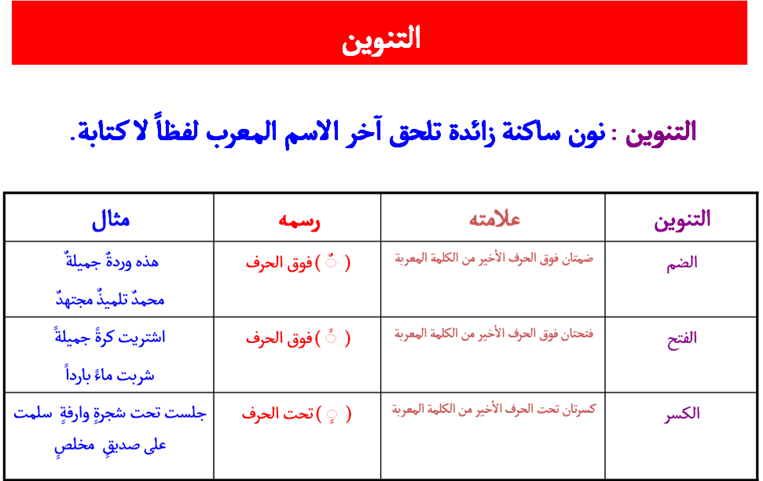 التنوين
التنوين : نون ساكنة زائدة تلحق آخر الاسم المعرب لفظاً لا كتابة.
التنوين علامته رسمه مثال
الضم ضمتان فوق الحرف الأخير من الكلمة المعربة ( ٌ ) فوق الحرف هذه وردةٌ جميلةٌ
محمدٌ تلميذٌ مجتهدٌ
الفتح فتحتان فوق الحرف الأخير من الكلمة المعربة ( ً ) فوق الحرف اشتريت كرةً جميلةً
شربت ماءً بارداً
الكسر كسرتان تحت الحرف الأخير من الكلمة المعربة ( ٍ ) تحت الحرف جلست تحت شجرةٍ وارفةٍ سلمت
على صديقٍ مخلصٍ